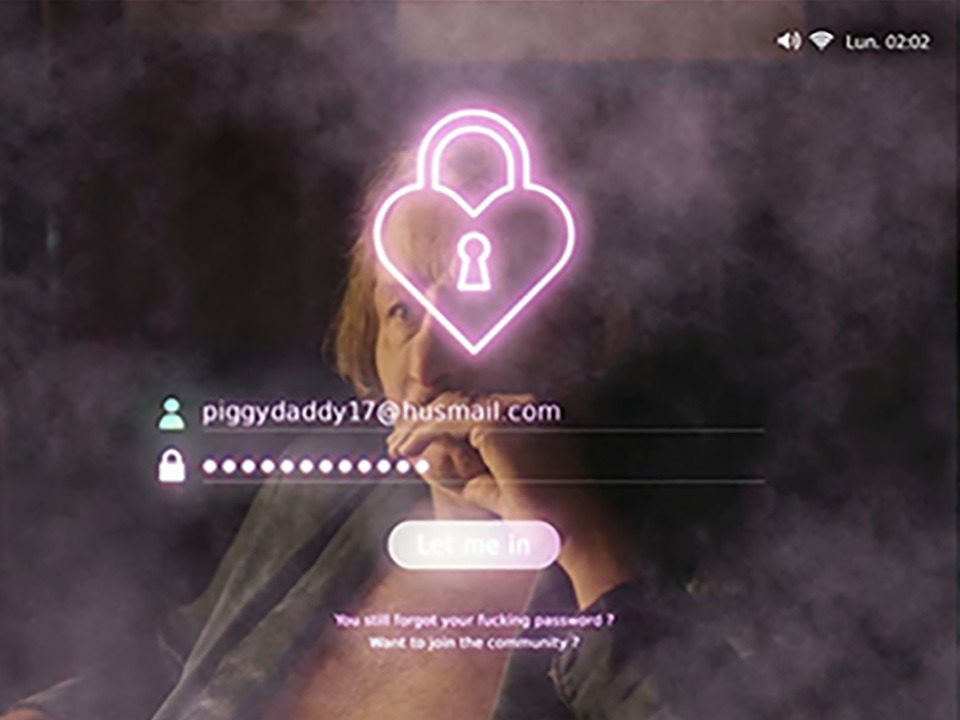 Lun. 02:02
piggydaddy17@husmail.com
Let me in
You still forgot your fucking password ?
Want to join the community ?